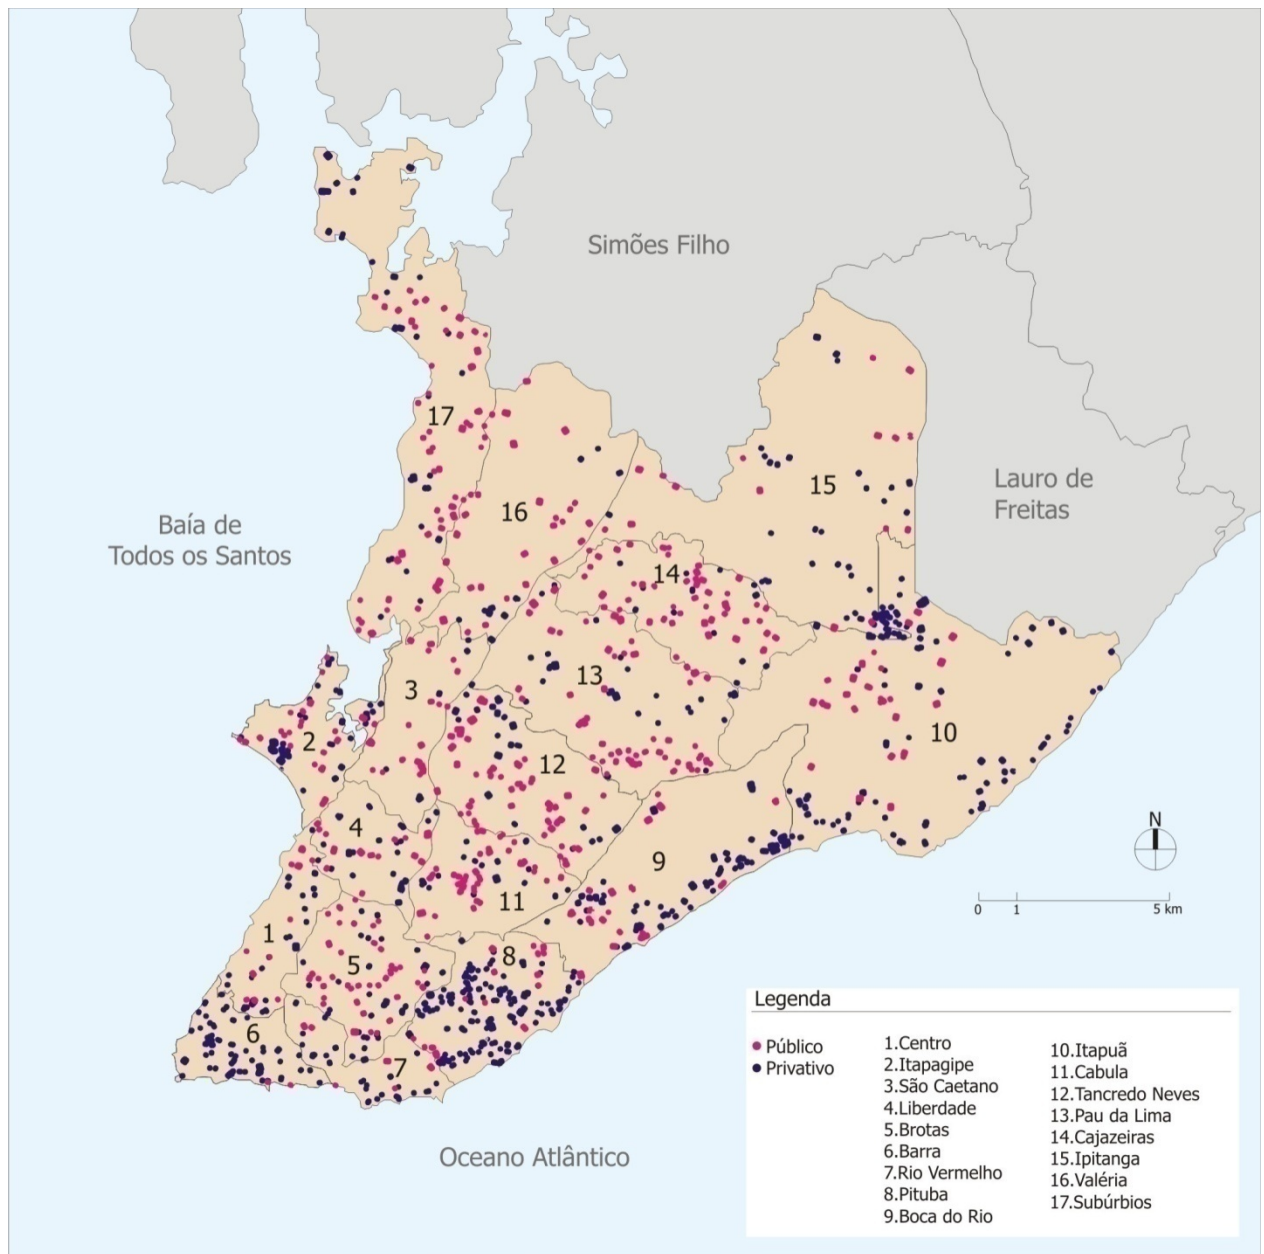 Simões Filho
17
15
Lauro de
Freitas
16
Baía de
Todos os Santos
14
13
3
2
10
12
4
N
9
11
0 1 5 km
1
8
5
6
7
Oceano Atlântico
Legenda
Público
Privativo
1.Centro
2.Itapagipe
3.São Caetano
4.Liberdade
5.Brotas
6.Barra
7.Rio Vermelho
8.Pituba
9.Boca do Rio
10.Itapuã
11.Cabula
12.Tancredo Neves
13.Pau da Lima
14.Cajazeiras
15.Ipitanga
16.Valéria
17.Subúrbios